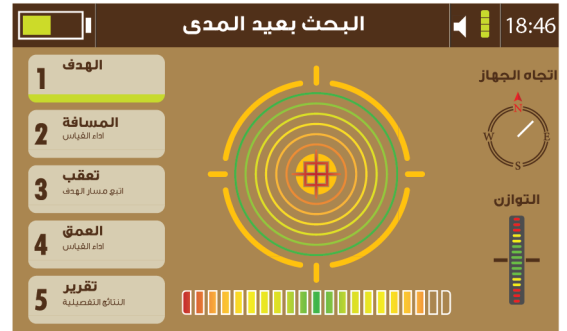 البحث بعيد المدى
18:46
1
الهدف
2
المسافة
اداء القياس
3
تعقب
اتبع مسار الهدف
4
العمق
اداء القياس
5
تقرير
النتائج التفصيلية
اتجاه الجهاز
N
W
E
S
التوازن